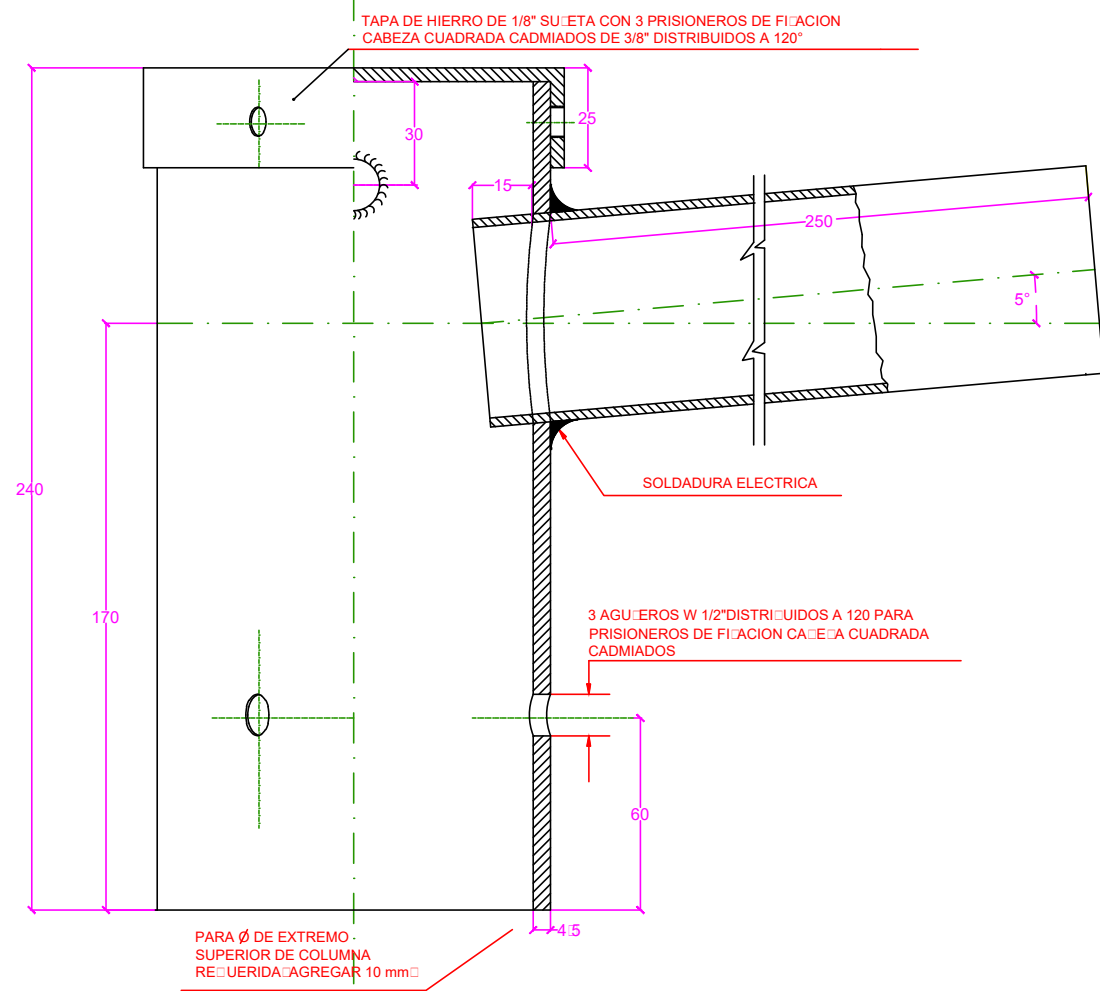 TAPA DE HIERRO DE 1/8" SU□ETA CON 3 PRISIONEROS DE FI□ACION
CABEZA CUADRADA CADMIADOS DE 3/8" DISTRIBUIDOS A 120°
30
25
15
250
5°
240
SOLDADURA ELECTRICA
170
3 AGU□EROS W 1/2"DISTRI□UIDOS A 120 PARA
PRISIONEROS DE FI□ACION CA□E□A CUADRADA
CADMIADOS
60
4□5
PARA Ø DE EXTREMO
SUPERIOR DE COLUMNA
RE□UERIDA□AGREGAR 10 mm□